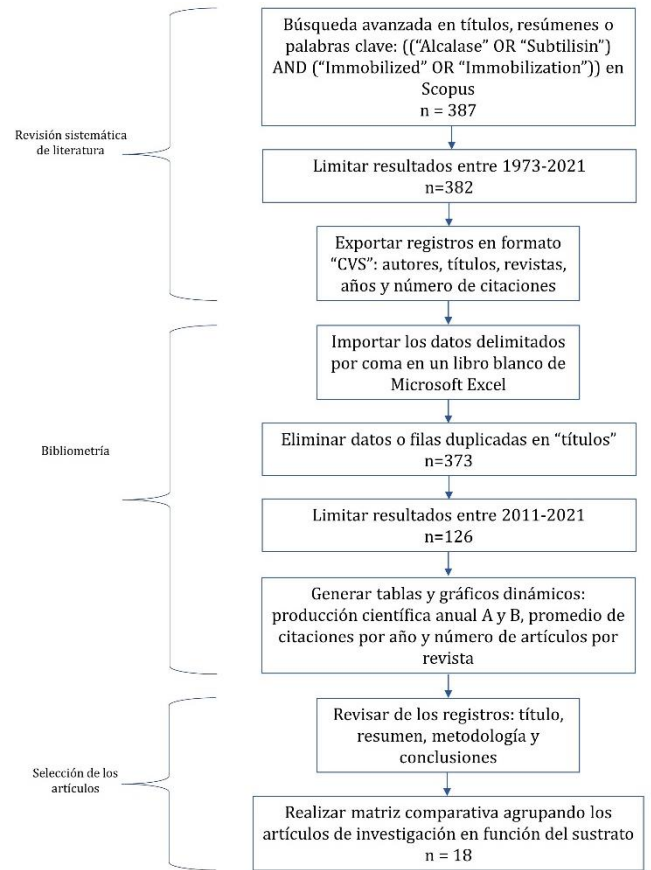 Búsqueda avanzada en títulos, resúmenes o
palabras clave: ((“Alcalase” OR “Subtilisin”)
AND (“Immobilized” OR “Immobilization”)) en
Scopus
n = 387
Revisión sistemática
de literatura
Limitar resultados entre 1973-2021
n=382
Exportar registros en formato
“CVS”: autores, títulos, revistas,
años y número de citaciones
Importar los datos delimitados
por coma en un libro blanco de
Microsoft Excel
Bibliometría
Eliminar datos o filas duplicadas en “títulos”
n=373
Limitar resultados entre 2011-2021
n=126
Generar tablas y gráficos dinámicos:
producción científica anual A y B, promedio de
citaciones por año y número de artículos por
revista
Revisar de los registros: título,
resumen, metodología y
conclusiones
Selección de los
artículos
Realizar matriz comparativa agrupando los
artículos de investigación en función del sustrato
n = 18